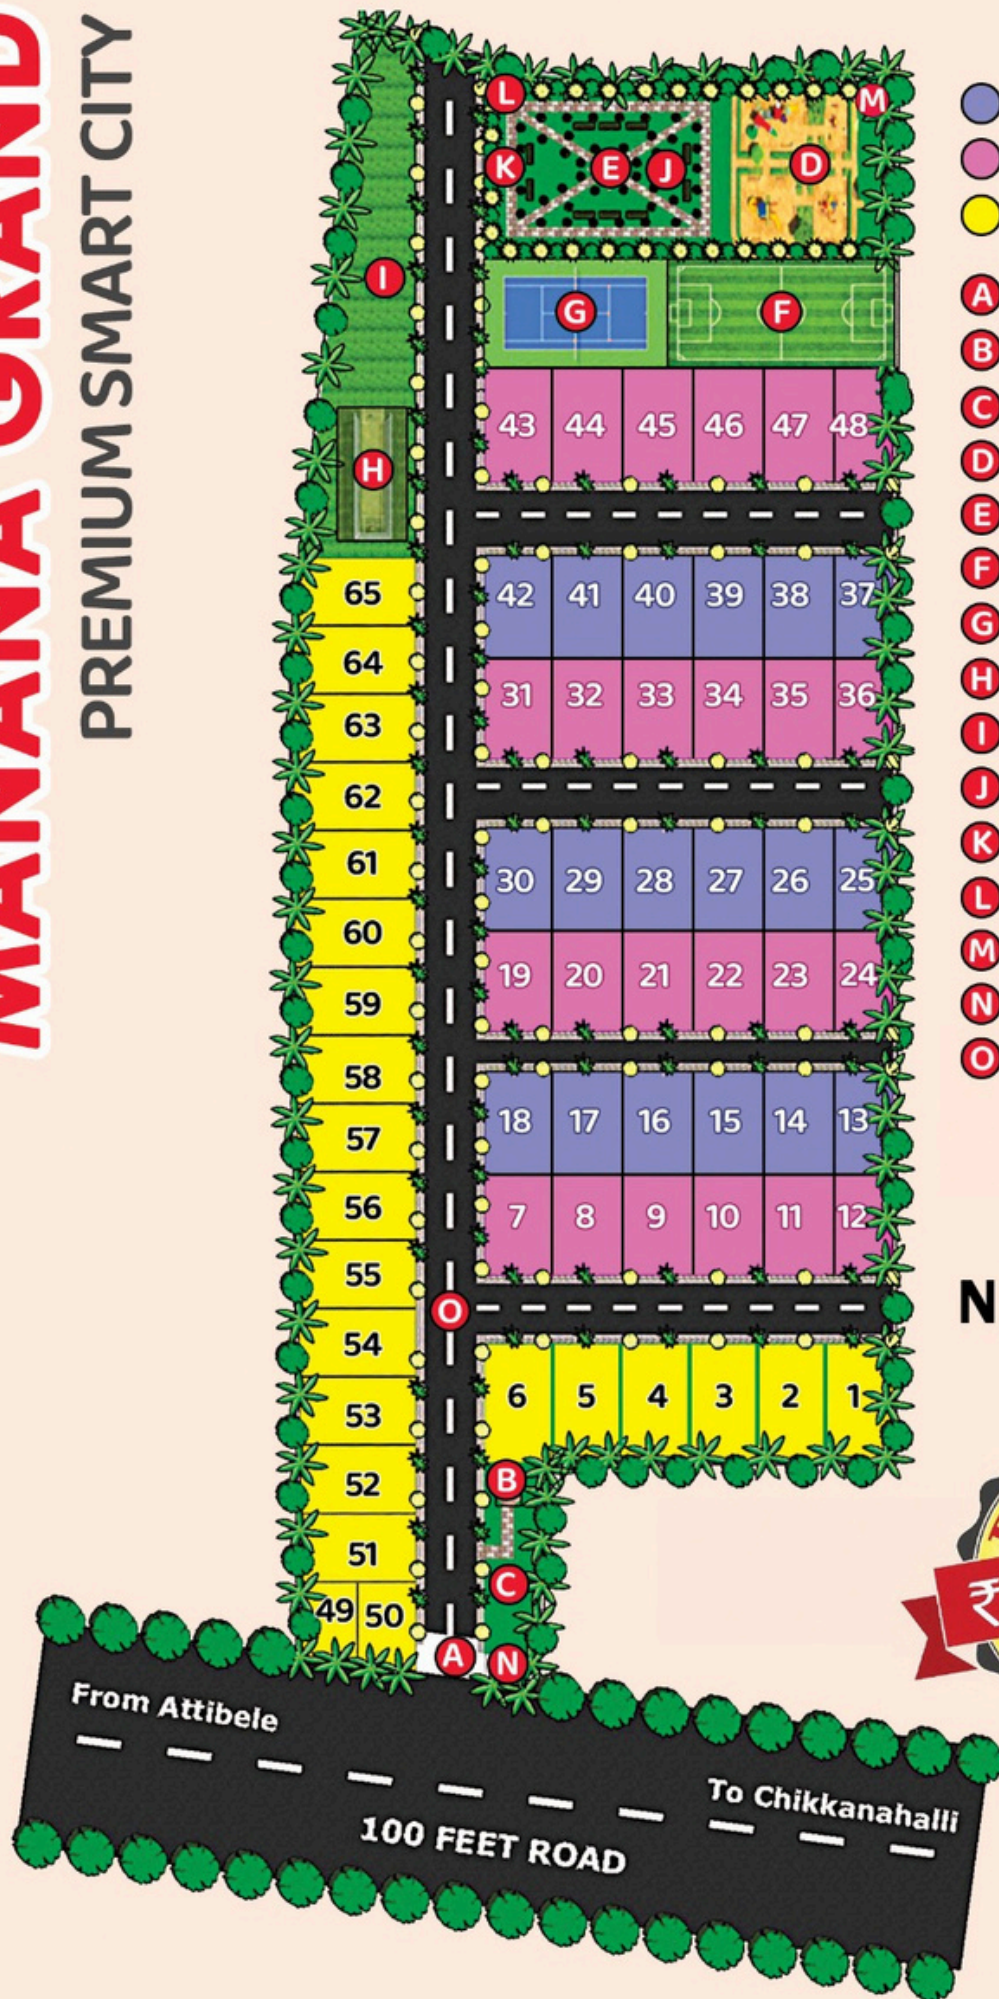 MANANA GRAND
PREMIUM SMART CITY
L
M
K
E
J
D
I
G
F
A
B
C
D
E
F
G
H
I
J
K
L
M
N
O
43 44 45 46 47 48
H
65
42 41 40 39 38 37
64
31 32 33 34 35 36
63
62
61
30 29 28 27 26 25
60
19 20 21 22 23 24
59
58
18 17 16 15 14 13
57
56
7 8 9 10 11 12
55
O
N
54
6 5 4 3 2 1
53
52
B
51
C
₹
49 50
A
N
From Attibele
To Chikkanahalli
100 FEET ROAD